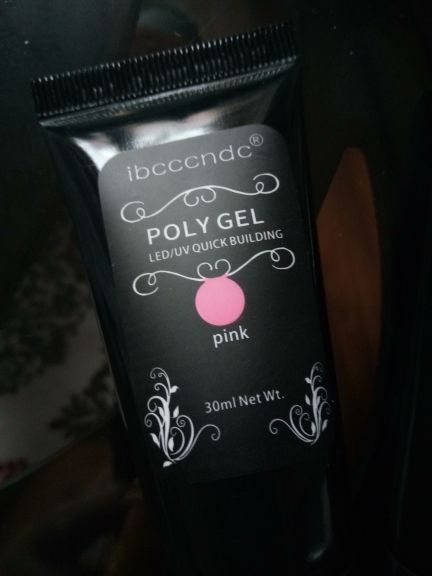 ibcccndc®
POLY GEL
LED/UV QUICK BUILDING
pink
30ml Net Wt.